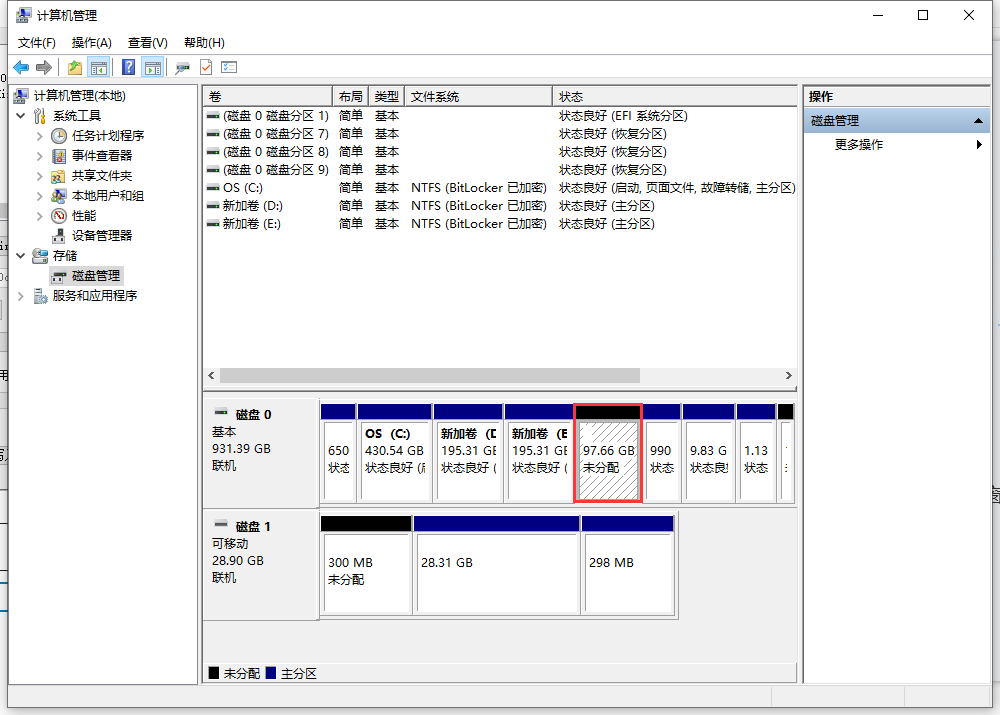 计算机管理
文件(F) 操作(A) 查看(V) 帮助(H)
计算机管理(本地)
系统工具
任务计划程序
事件查看器
共享文件夹
本地用户和组
性能
设备管理器
存储
磁盘管理
服务和应用程序
卷 布局 类型 文件系统 状态
(磁盘 0 磁盘分区 1) 简单 基本 状态良好 (EFI 系统分区)
(磁盘 0 磁盘分区 7) 简单 基本 状态良好 (恢复分区)
(磁盘 0 磁盘分区 8) 简单 基本 状态良好 (恢复分区)
(磁盘 0 磁盘分区 9) 简单 基本 状态良好 (恢复分区)
OS (C:) 简单 基本 NTFS (BitLocker 已加密) 状态良好 (启动, 页面文件, 故障转储, 主分区)
新加卷 (D:) 简单 基本 NTFS (BitLocker 已加密) 状态良好 (主分区)
新加卷 (E:) 简单 基本 NTFS (BitLocker 已加密) 状态良好 (主分区)
操作
磁盘管理
更多操作
磁盘 0
基本
931.39 GB
联机
650
状态
OS (C:)
430.54 GB
状态良好 (
新加卷 (D
195.31 GB
状态良好 (
新加卷 (E
195.31 GB
状态良好 (
97.66 GB
未分配
990
状态
9.83 G
状态良
1.13
状态
磁盘 1
可移动
28.90 GB
联机
300 MB
未分配
28.31 GB
298 MB
未分配 主分区